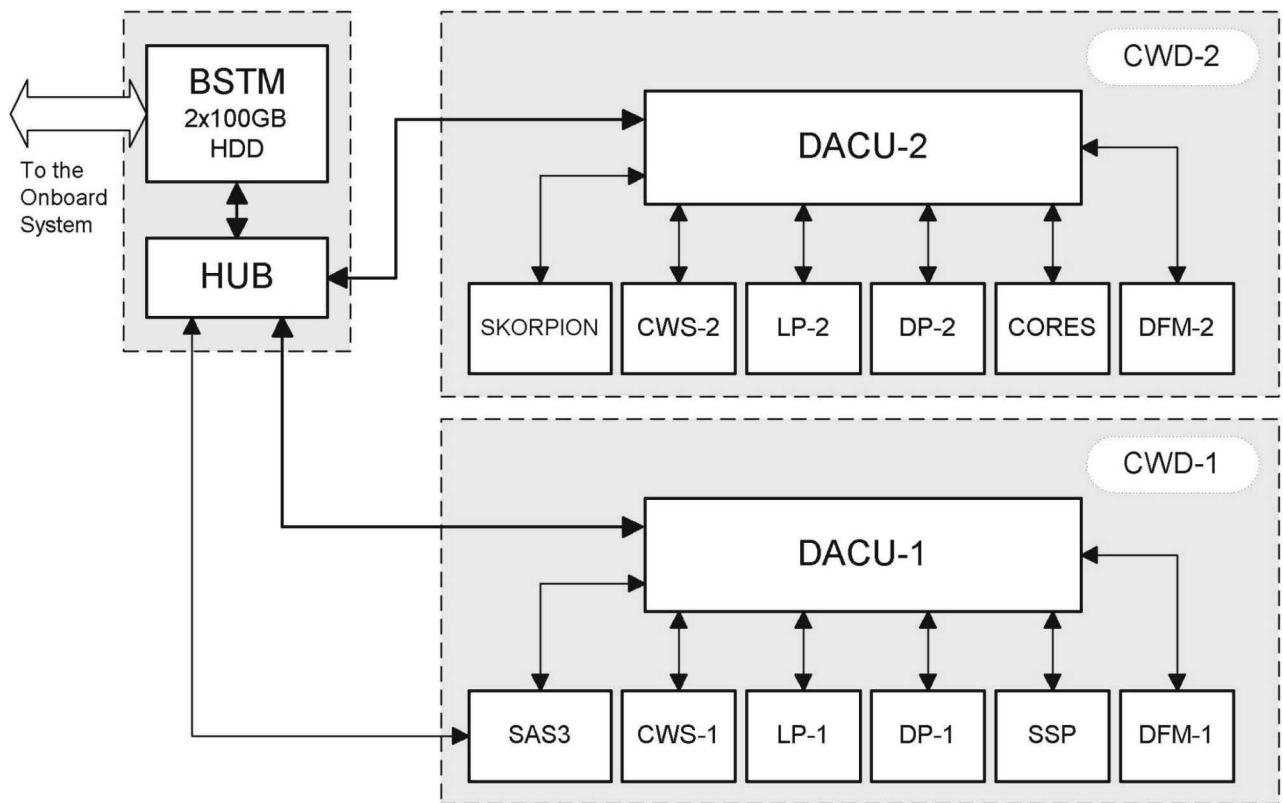 BSTM
2x100GB
HDD
To the
Onboard
System
HUB
CWD-2
DACU-2
SKORPION
CWS-2
LP-2
DP-2
CORES
DFM-2
CWD-1
DACU-1
SAS3
CWS-1
LP-1
DP-1
SSP
DFM-1